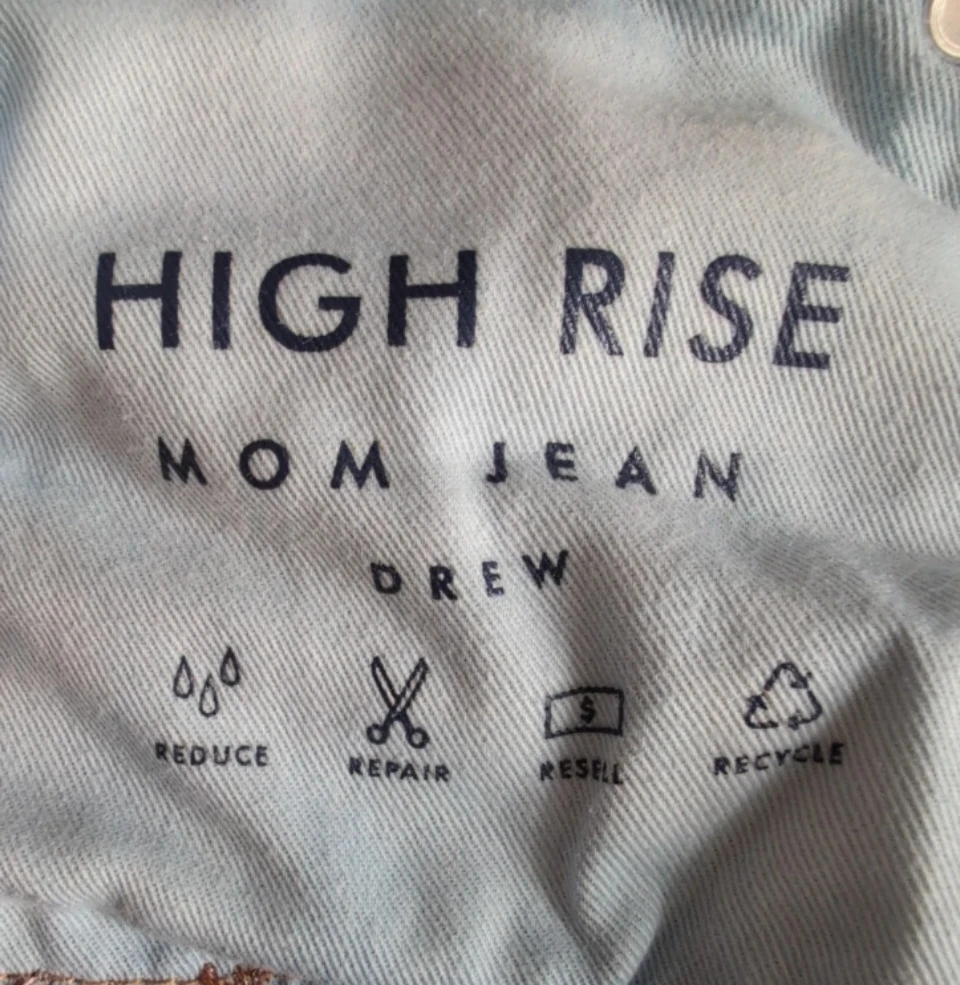 HIGH RISE
MOM JEAN
DREW
$
REDUCE REPAIR RESELL RECYCLE